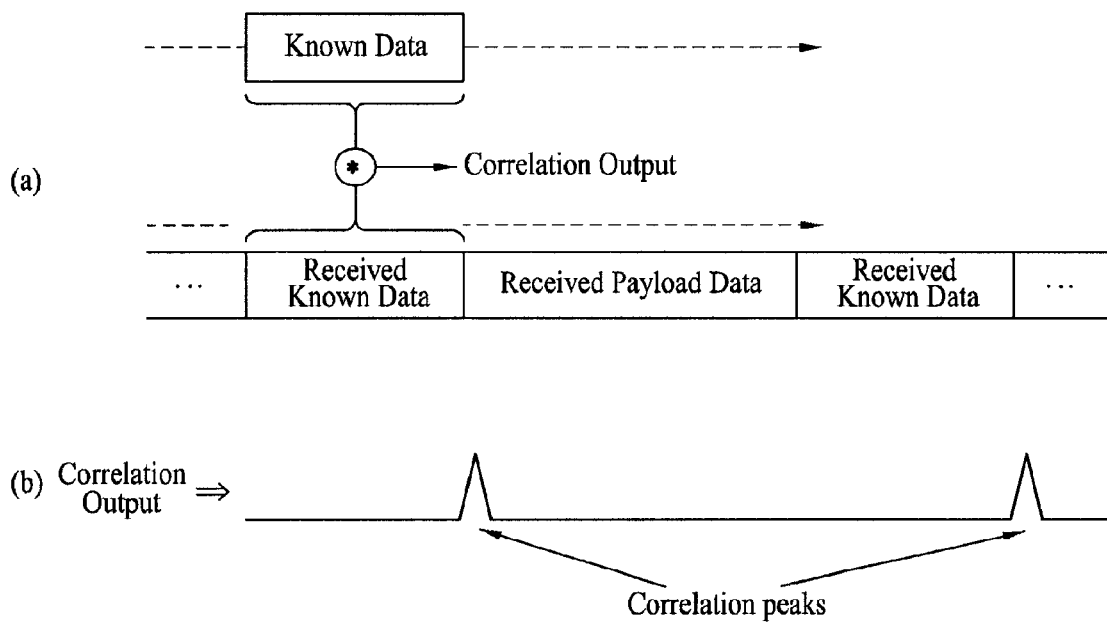 Known Data
(a)
*
Correlation Output
...
Received
Known Data
Received Payload Data
Received
Known Data
...
(b)
Correlation
Output
⇒
Correlation peaks